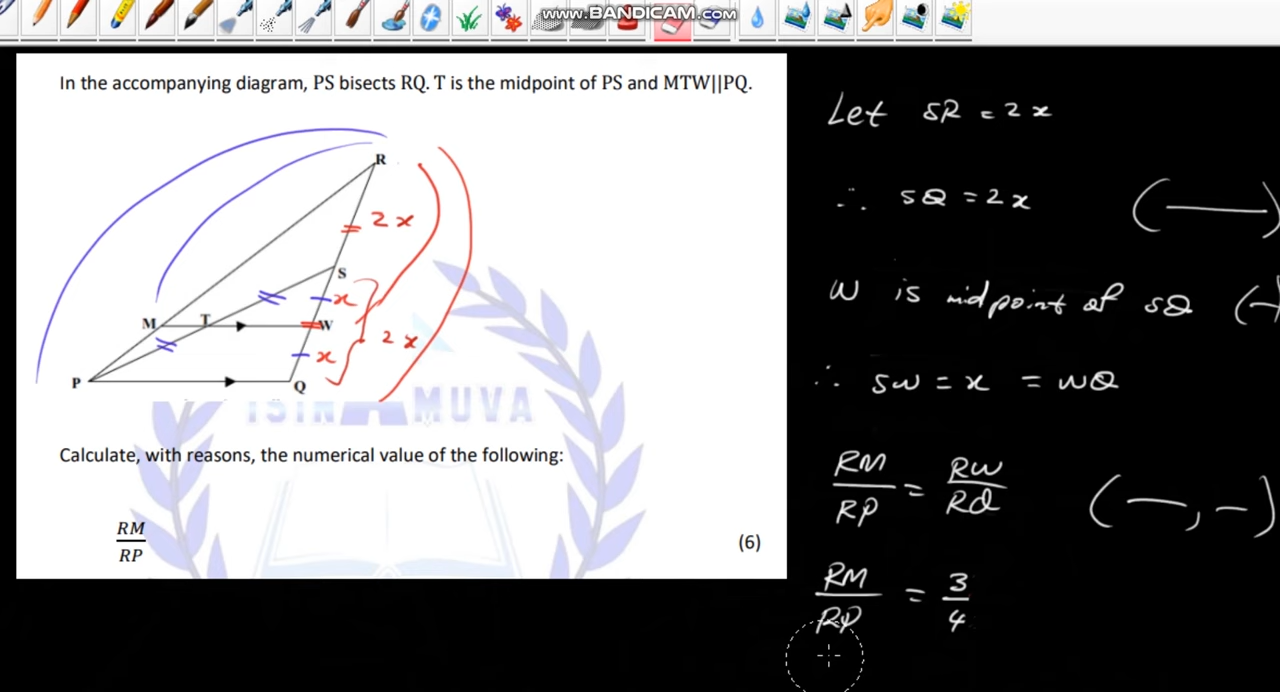 www.BANDICAM.com
In the accompanying diagram, PS bisects RQ. T is the midpoint of PS and MTW||PQ.
R
2x
S
x
M
T
W
2x
x
P
Q
ISINAMUVA
Calculate, with reasons, the numerical value of the following:
RM
RP
(6)
Let SR = 2x
∴ SQ = 2x (——)
W is midpoint of SQ (-
∴ SW = x = WQ
RM/RP = RW/RQ (—, -)
RM/RP = 3/4